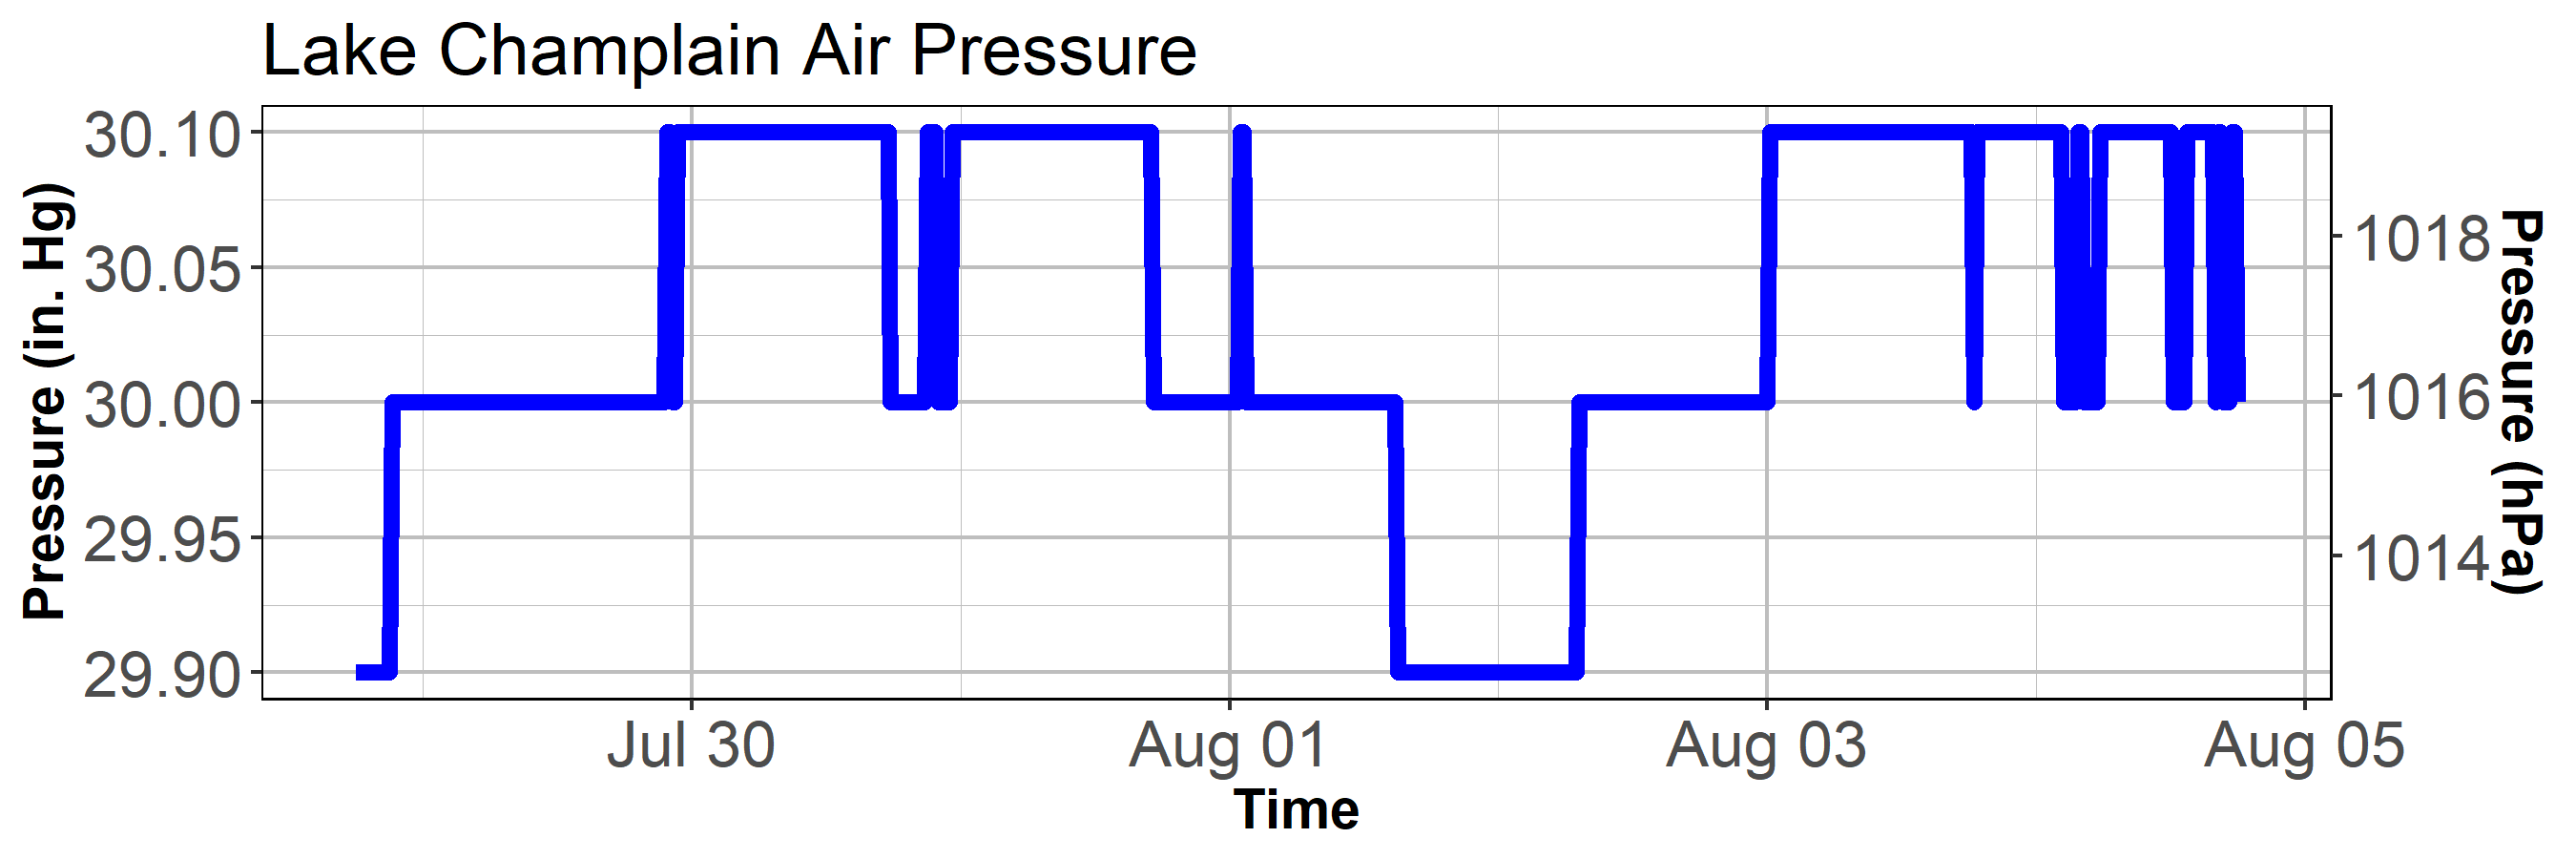 Lake Champlain Air Pressure
Pressure (in. Hg)
30.10
30.05
30.00
29.95
29.90
1018
1016
1014
Pressure (hPa)
Jul 30
Aug 01
Aug 03
Aug 05
Time